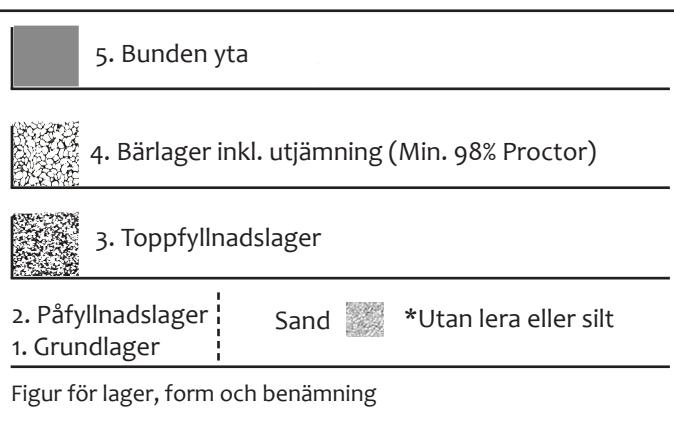 5. Bunden yta
4. Bärlager inkl. utjämning (Min. 98% Proctor)
3. Toppfyllnadslager
2. Påfyllnadslager
1. Grundlager
Sand *Utan lera eller silt
Figur för lager, form och benämning